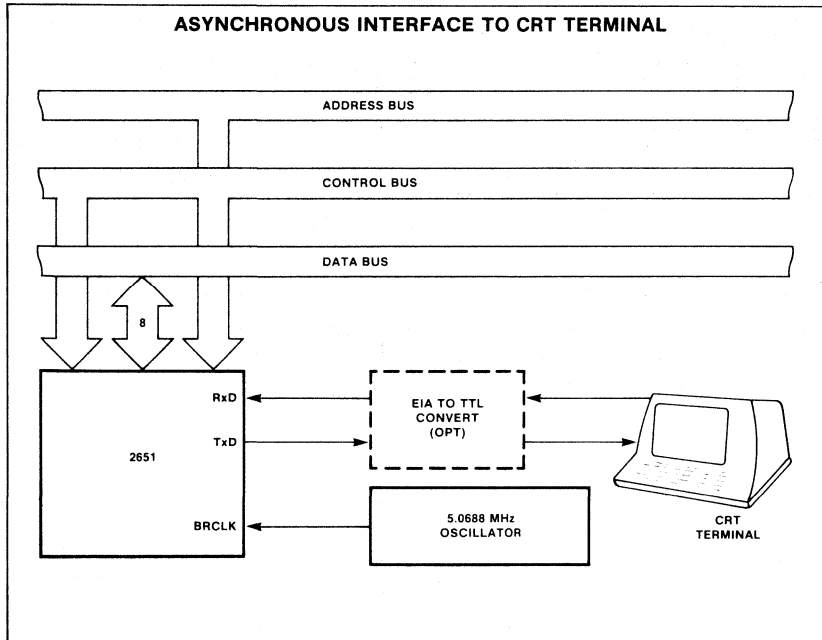 ASYNCHRONOUS INTERFACE TO CRT TERMINAL
ADDRESS BUS
CONTROL BUS
DATA BUS
8
RxD
TxD
2651
BRCLK
EIA TO TTL
CONVERT
(OPT)
5.0688 MHz
OSCILLATOR
CRT
TERMINAL